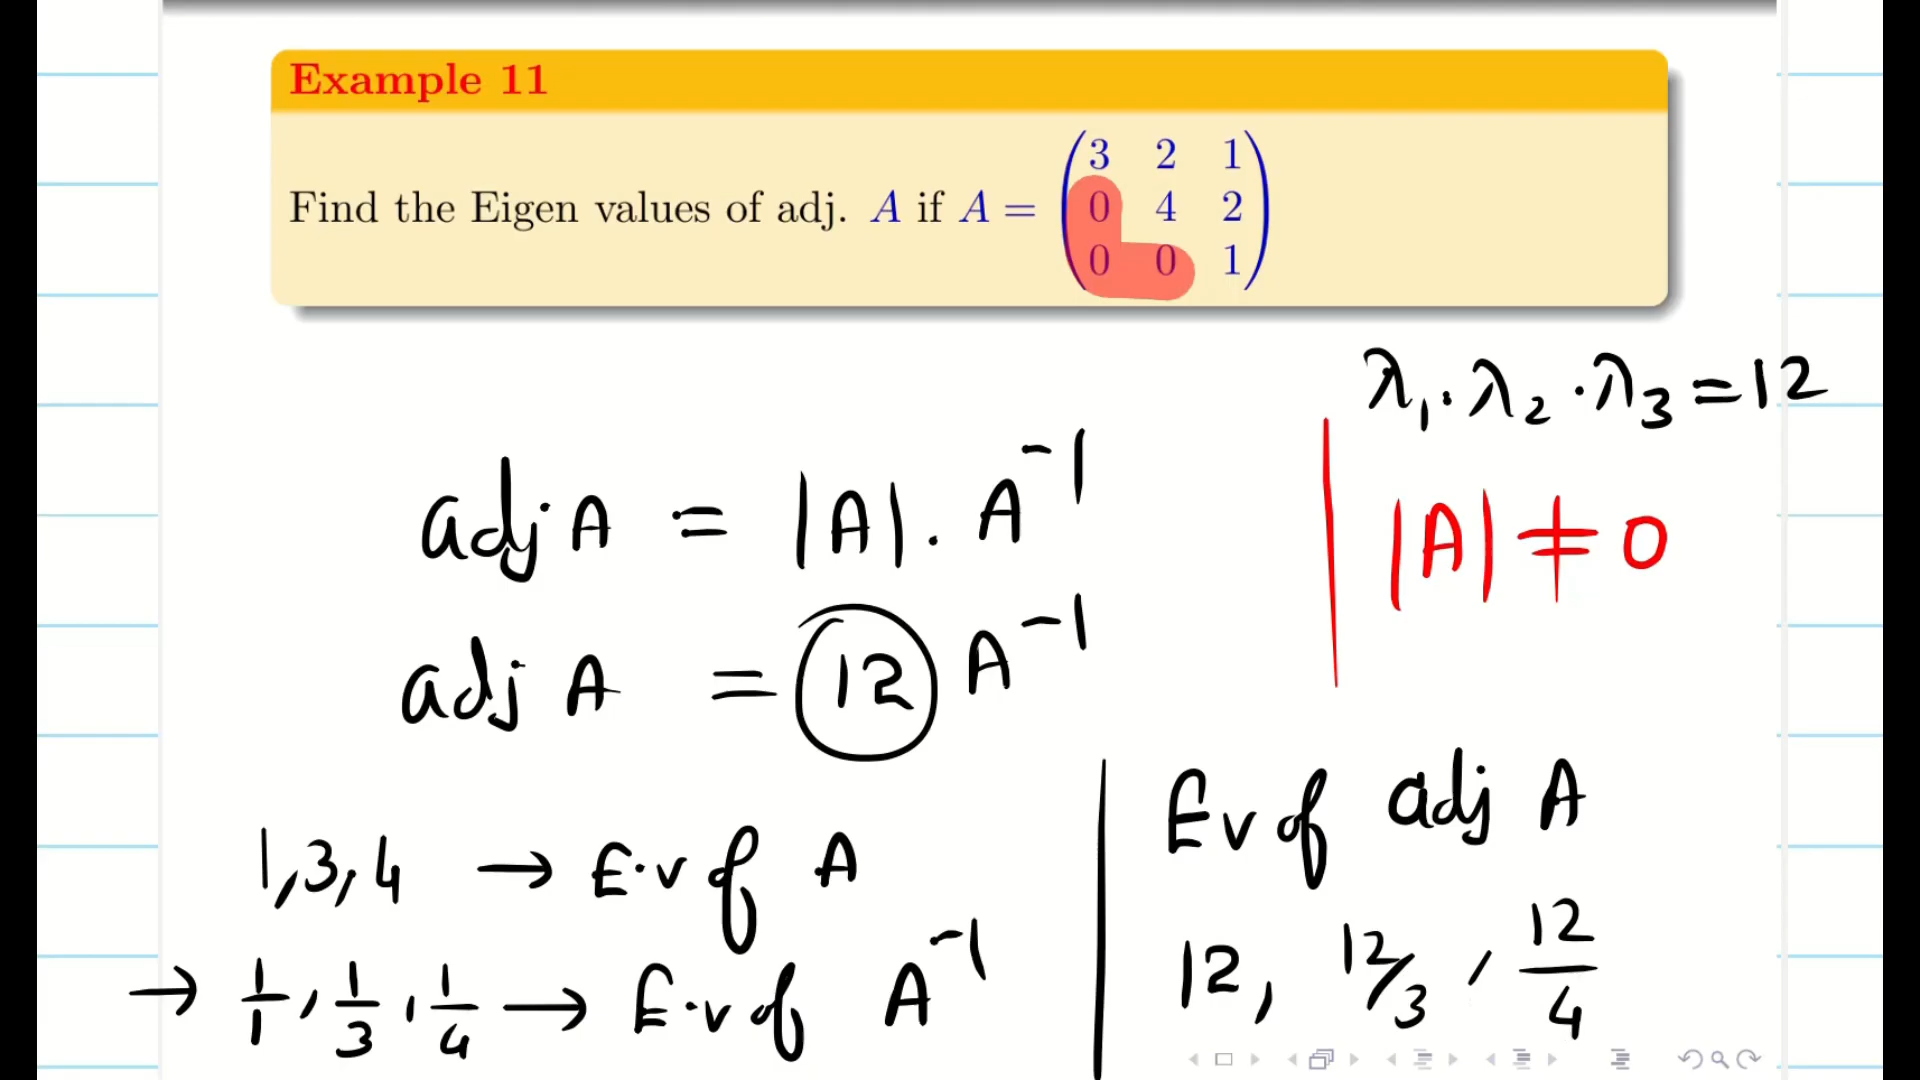 Example 11
Find the Eigen values of adj. A if A = (3 2 1
0 4 2
0 0 1)
λ₁ · λ₂ · λ₃ = 12
adj A = |A| . A⁻¹
|A| ≠ 0
adj A = 12 A⁻¹
1, 3, 4 → E.v of A
→ 1/1, 1/3, 1/4 → E.v of A⁻¹
Ev of adj A
12, 12/3, 12/4